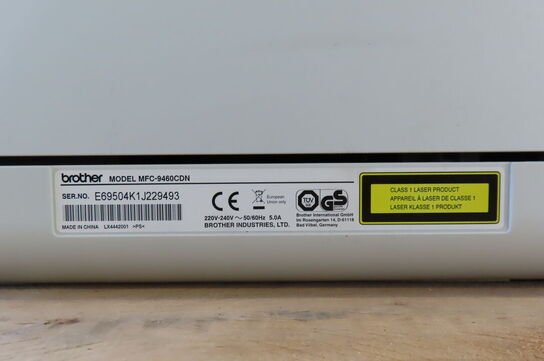 brother MODEL MFC-9460CDN
SER.NO. E69504K1J229493
MADE IN CHINA LX4442001 >PS<
CE
European
Union only
220V-240V ~ 50/60Hz 5.0A
BROTHER INDUSTRIES, LTD.
TÜV GS
Brother International GmbH
Im Rosengarten 14, D-61118
Bad Vilbel, Germany
CLASS 1 LASER PRODUCT
APPAREIL À LASER DE CLASSE 1
LASER KLASSE 1 PRODUKT